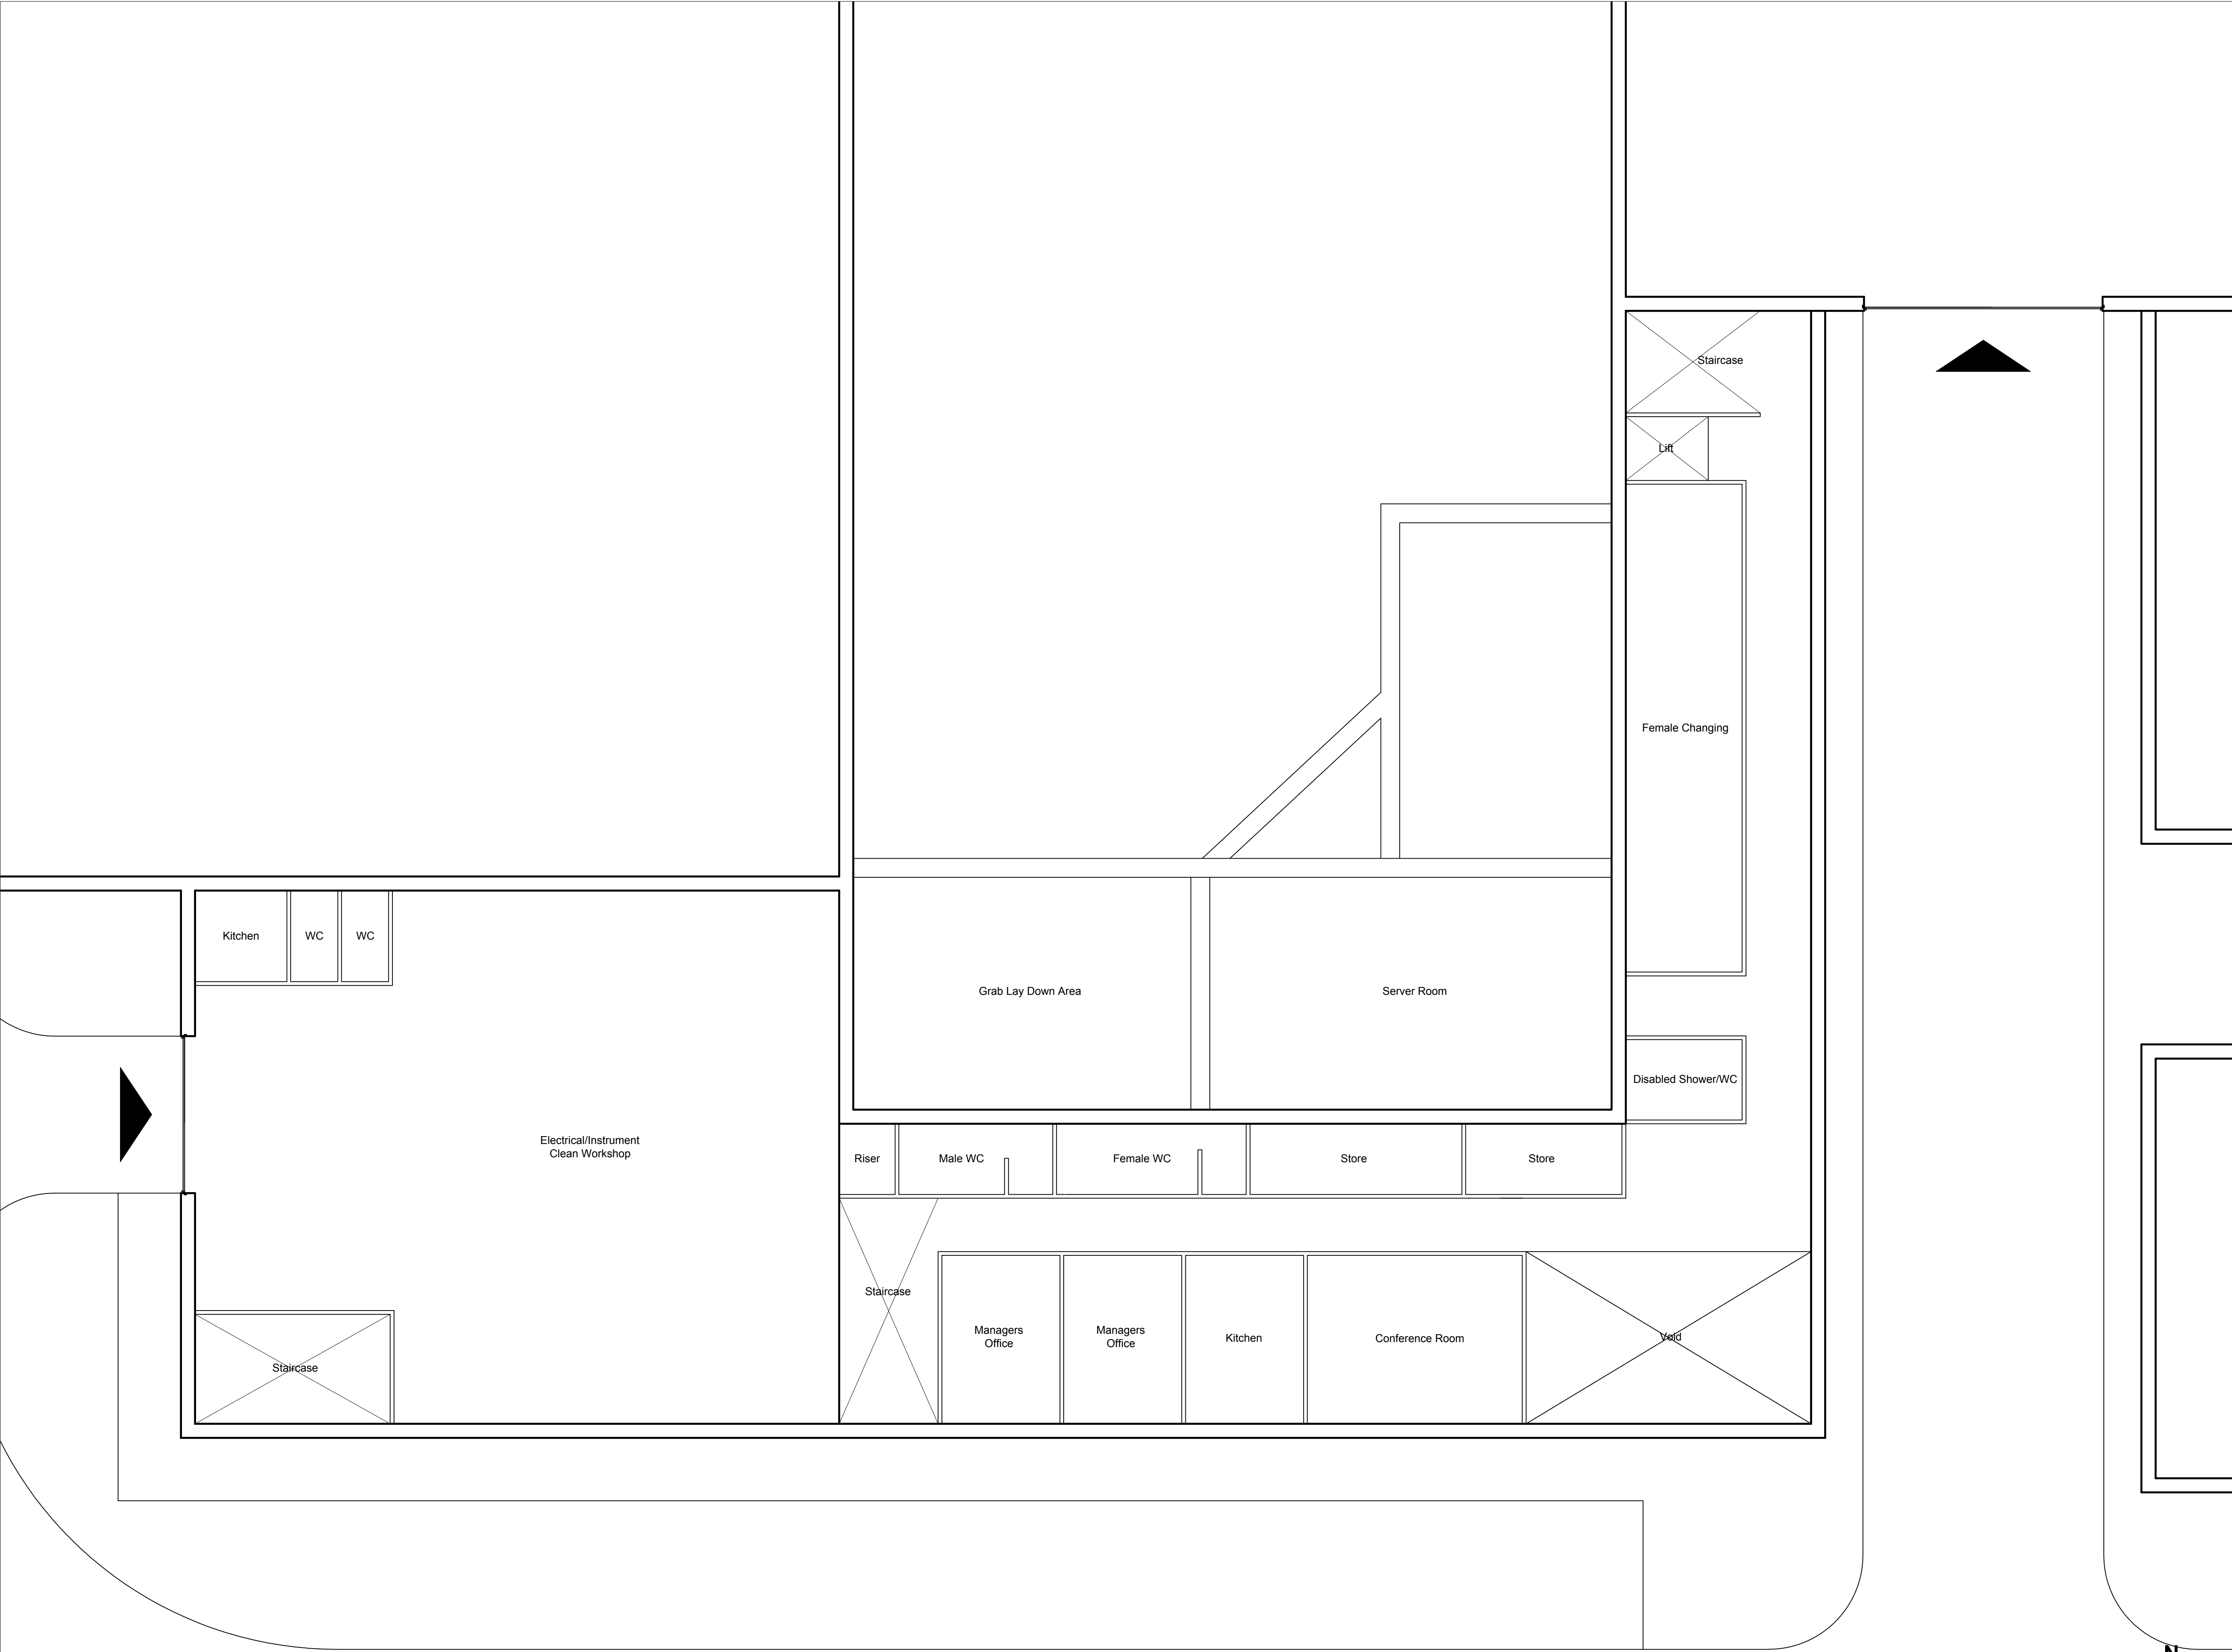 Staircase
Lift
Female Changing
Kitchen
WC
WC
Grab Lay Down Area
Server Room
Disabled Shower/WC
Electrical/Instrument
Clean Workshop
Riser
Male WC
Female WC
Store
Store
Staircase
Managers
Office
Managers
Office
Kitchen
Conference Room
Void
Staircase